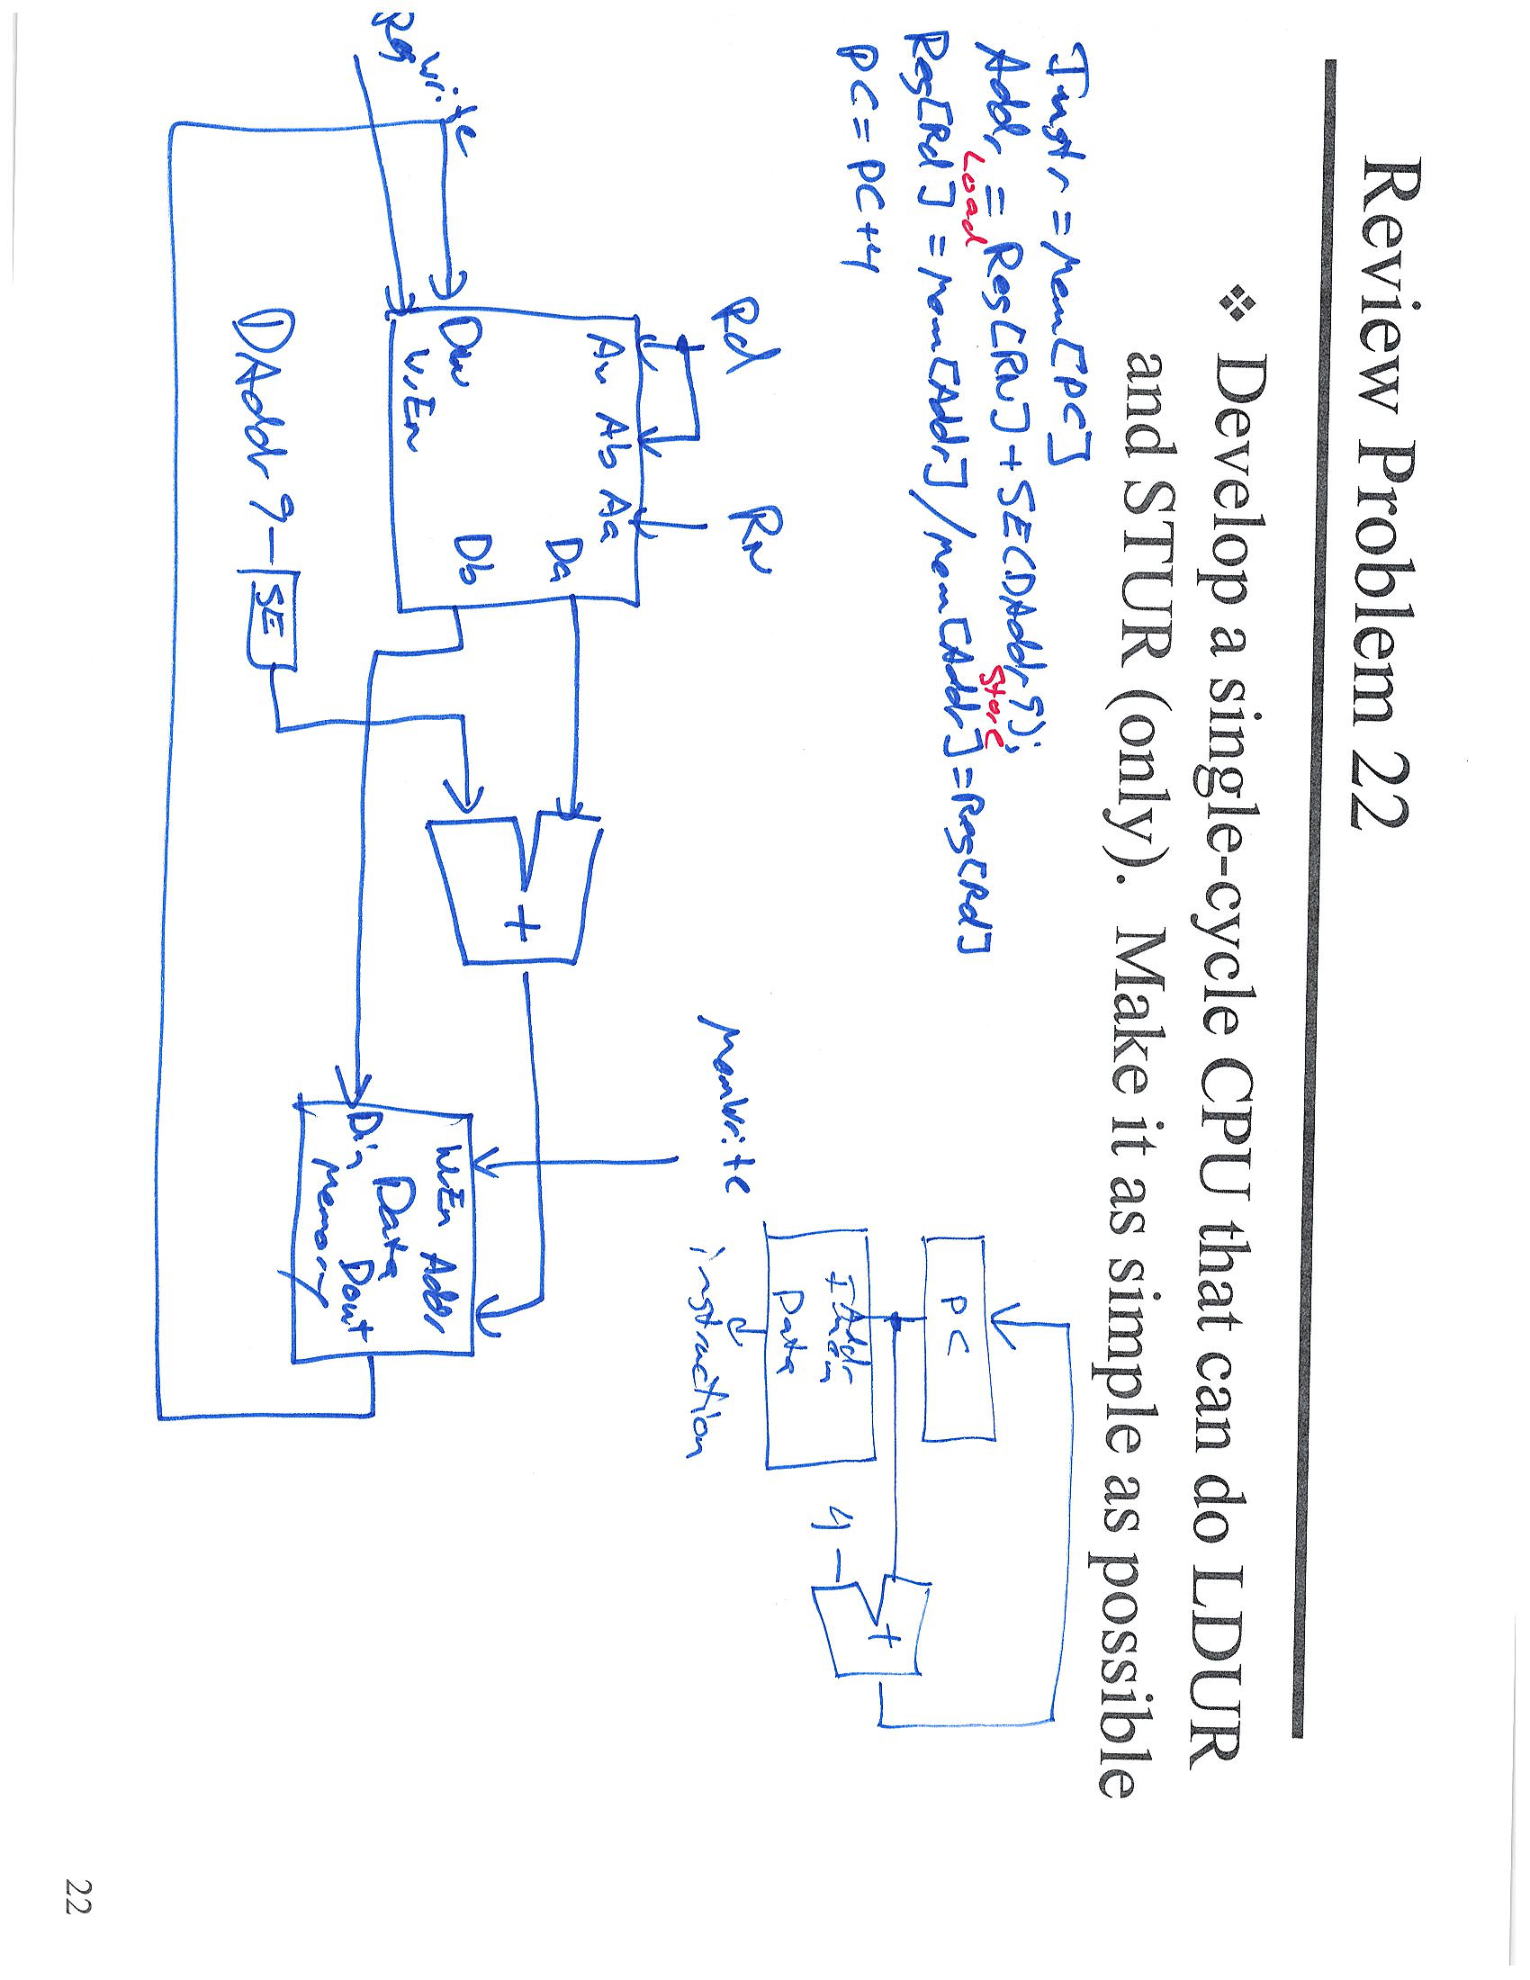 Review Problem 22
❖ Develop a single-cycle CPU that can do LDUR
and STUR (only). Make it as simple as possible
Instr = Mem[PC]
Addr = Reg[RN] + SE(DAddr9);
Load
Store
Reg[Rd] = Mem[Addr] / Mem[Addr] = Reg[Rd]
PC = PC + 4
PC
Addr
Data
4
+
instruction
Rd
RN
MemWrite
RegWrite
Aw Ab Aa
Da
Dw
Db
WrEn
+
WrEn Addr
Data
Din
Dout
Memory
DAddr9
SE
22